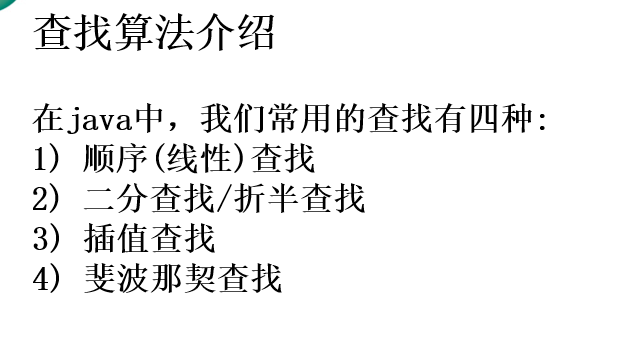 查找算法介绍
在java中，我们常用的查找有四种:
1) 顺序(线性)查找
2) 二分查找/折半查找
3) 插值查找
4) 斐波那契查找